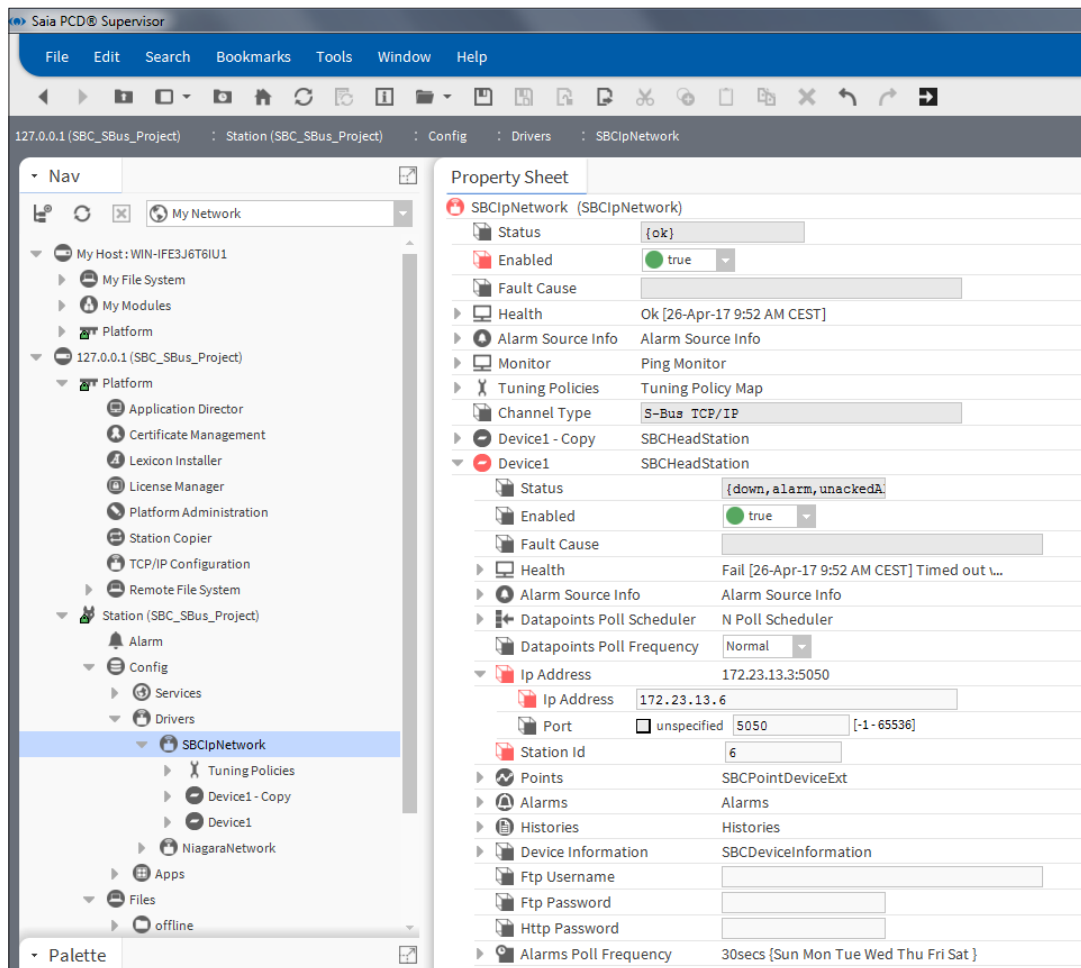 Saia PCD® Supervisor
File Edit Search Bookmarks Tools Window Help
127.0.0.1 (SBC_SBus_Project) : Station (SBC_SBus_Project) : Config : Drivers : SBCIpNetwork
Nav
My Network
My Host : WIN-IFE3J6T6IU1
My File System
My Modules
Platform
127.0.0.1 (SBC_SBus_Project)
Platform
Application Director
Certificate Management
Lexicon Installer
License Manager
Platform Administration
Station Copier
TCP/IP Configuration
Remote File System
Station (SBC_SBus_Project)
Alarm
Config
Services
Drivers
SBCIpNetwork
Tuning Policies
Device1 - Copy
Device1
NiagaraNetwork
Apps
Files
offline
Palette
Property Sheet
SBCIpNetwork (SBCIpNetwork)
Status {ok}
Enabled true
Fault Cause
Health Ok [26-Apr-17 9:52 AM CEST]
Alarm Source Info Alarm Source Info
Monitor Ping Monitor
Tuning Policies Tuning Policy Map
Channel Type S-Bus TCP/IP
Device1 - Copy SBCHeadStation
Device1 SBCHeadStation
Status {down,alarm,unackedAl
Enabled true
Fault Cause
Health Fail [26-Apr-17 9:52 AM CEST] Timed out ...
Alarm Source Info Alarm Source Info
Datapoints Poll Scheduler N Poll Scheduler
Datapoints Poll Frequency Normal
Ip Address 172.23.13.3:5050
Ip Address 172.23.13.6
Port unspecified 5050 [-1 - 65536]
Station Id 6
Points SBCPointDeviceExt
Alarms Alarms
Histories Histories
Device Information SBCDeviceInformation
Ftp Username
Ftp Password
Http Password
Alarms Poll Frequency 30secs {Sun Mon Tue Wed Thu Fri Sat }